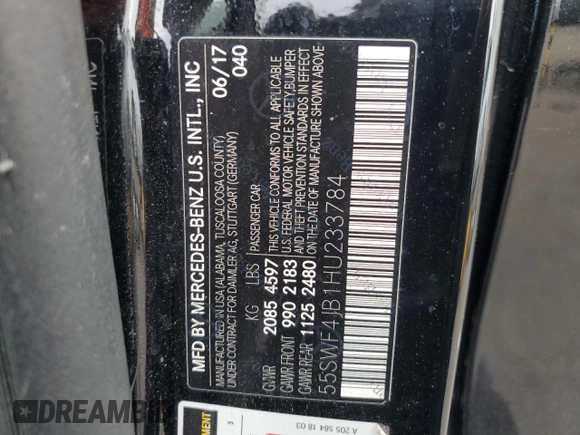 MFD BY MERCEDES-BENZ U.S. INTL., INC
06/17
040
MANUFACTURED IN USA (ALABAMA, TUSCALOOSA COUNTY)
UNDER CONTRACT FOR DAIMLER AG, STUTTGART (GERMANY)
KG LBS PASSENGER CAR
GVWR 2085 4597 THIS VEHICLE CONFORMS TO ALL APPLICABLE
GAWR FRONT 990 2183 U.S. FEDERAL MOTOR VEHICLE SAFETY, BUMPER
GAWR REAR 1125 2480 AND THEFT PREVENTION STANDARDS IN EFFECT
ON THE DATE OF MANUFACTURE SHOWN ABOVE
55SWF4JB1HU233784
A 205 584 18 03
3
INC
© AutoBidMaster